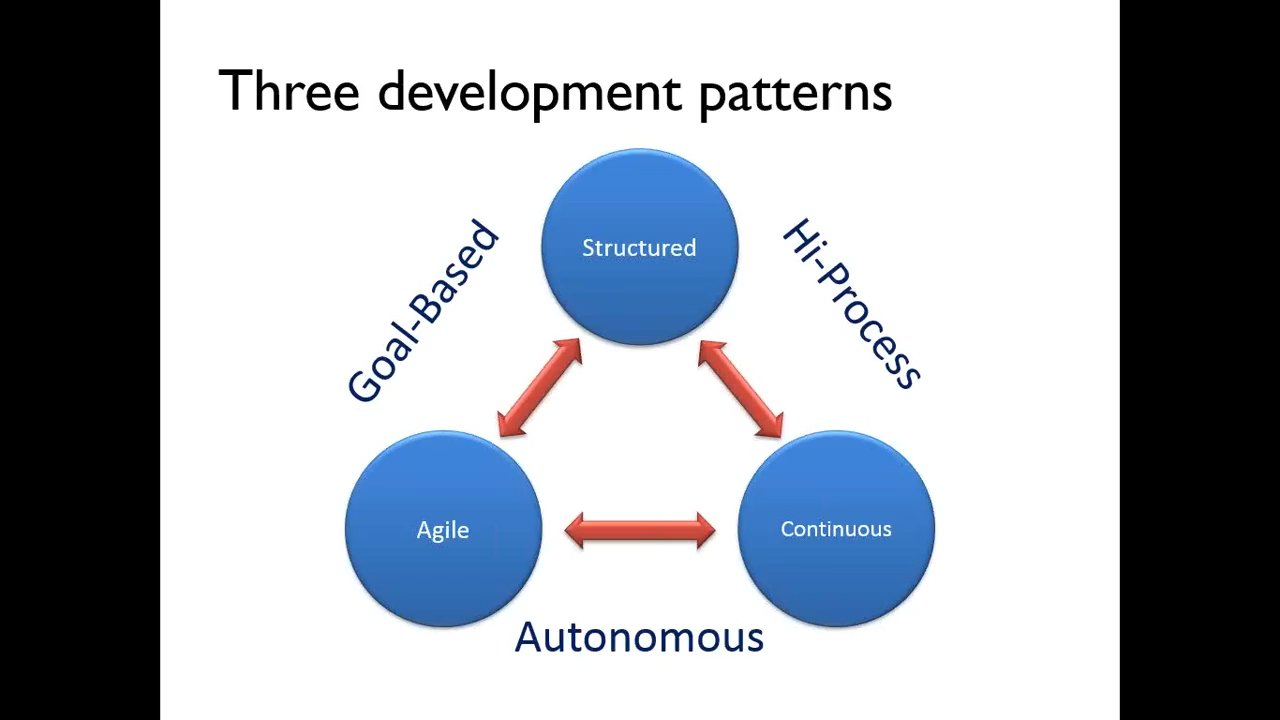 Three development patterns
Structured
Goal-Based
Hi-Process
Agile
Continuous
Autonomous